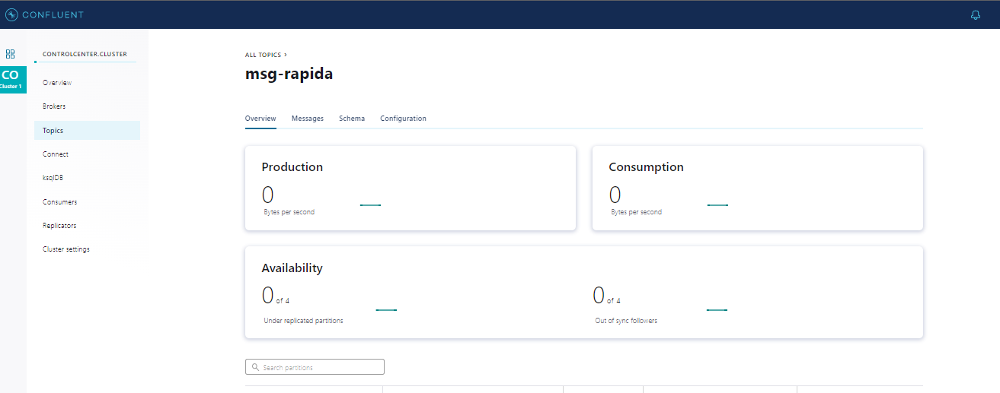 CONFLUENT
CO
Cluster 1
CONTROLCENTER.CLUSTER
Overview
Brokers
Topics
Connect
ksqlDB
Consumers
Replicators
Cluster settings
ALL TOPICS >
msg-rapida
Overview Messages Schema Configuration
Production
0
Bytes per second
Consumption
0
Bytes per second
Availability
0 of 4
Under replicated partitions
0 of 4
Out of sync followers
Search partitions